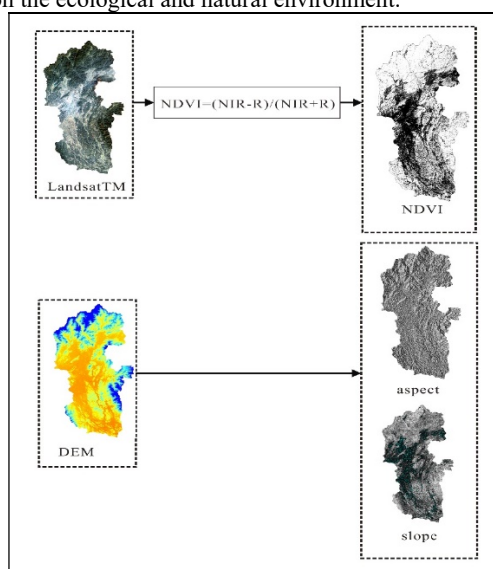 on the ecological and natural environment.
LandsatTM
NDVI=(NIR-R)/(NIR+R)
NDVI
aspect
DEM
slope